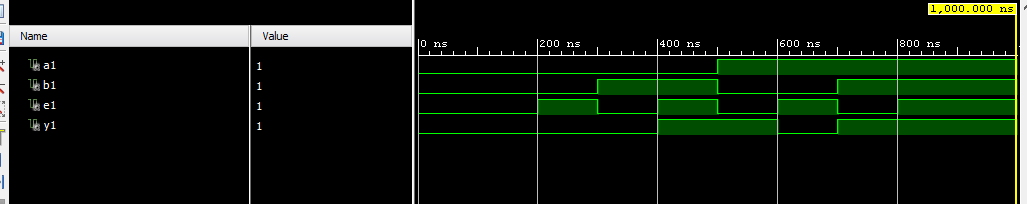 1,000.000 ns
Name Value
0 ns 200 ns 400 ns 600 ns 800 ns
a1 1
b1 1
e1 1
y1 1